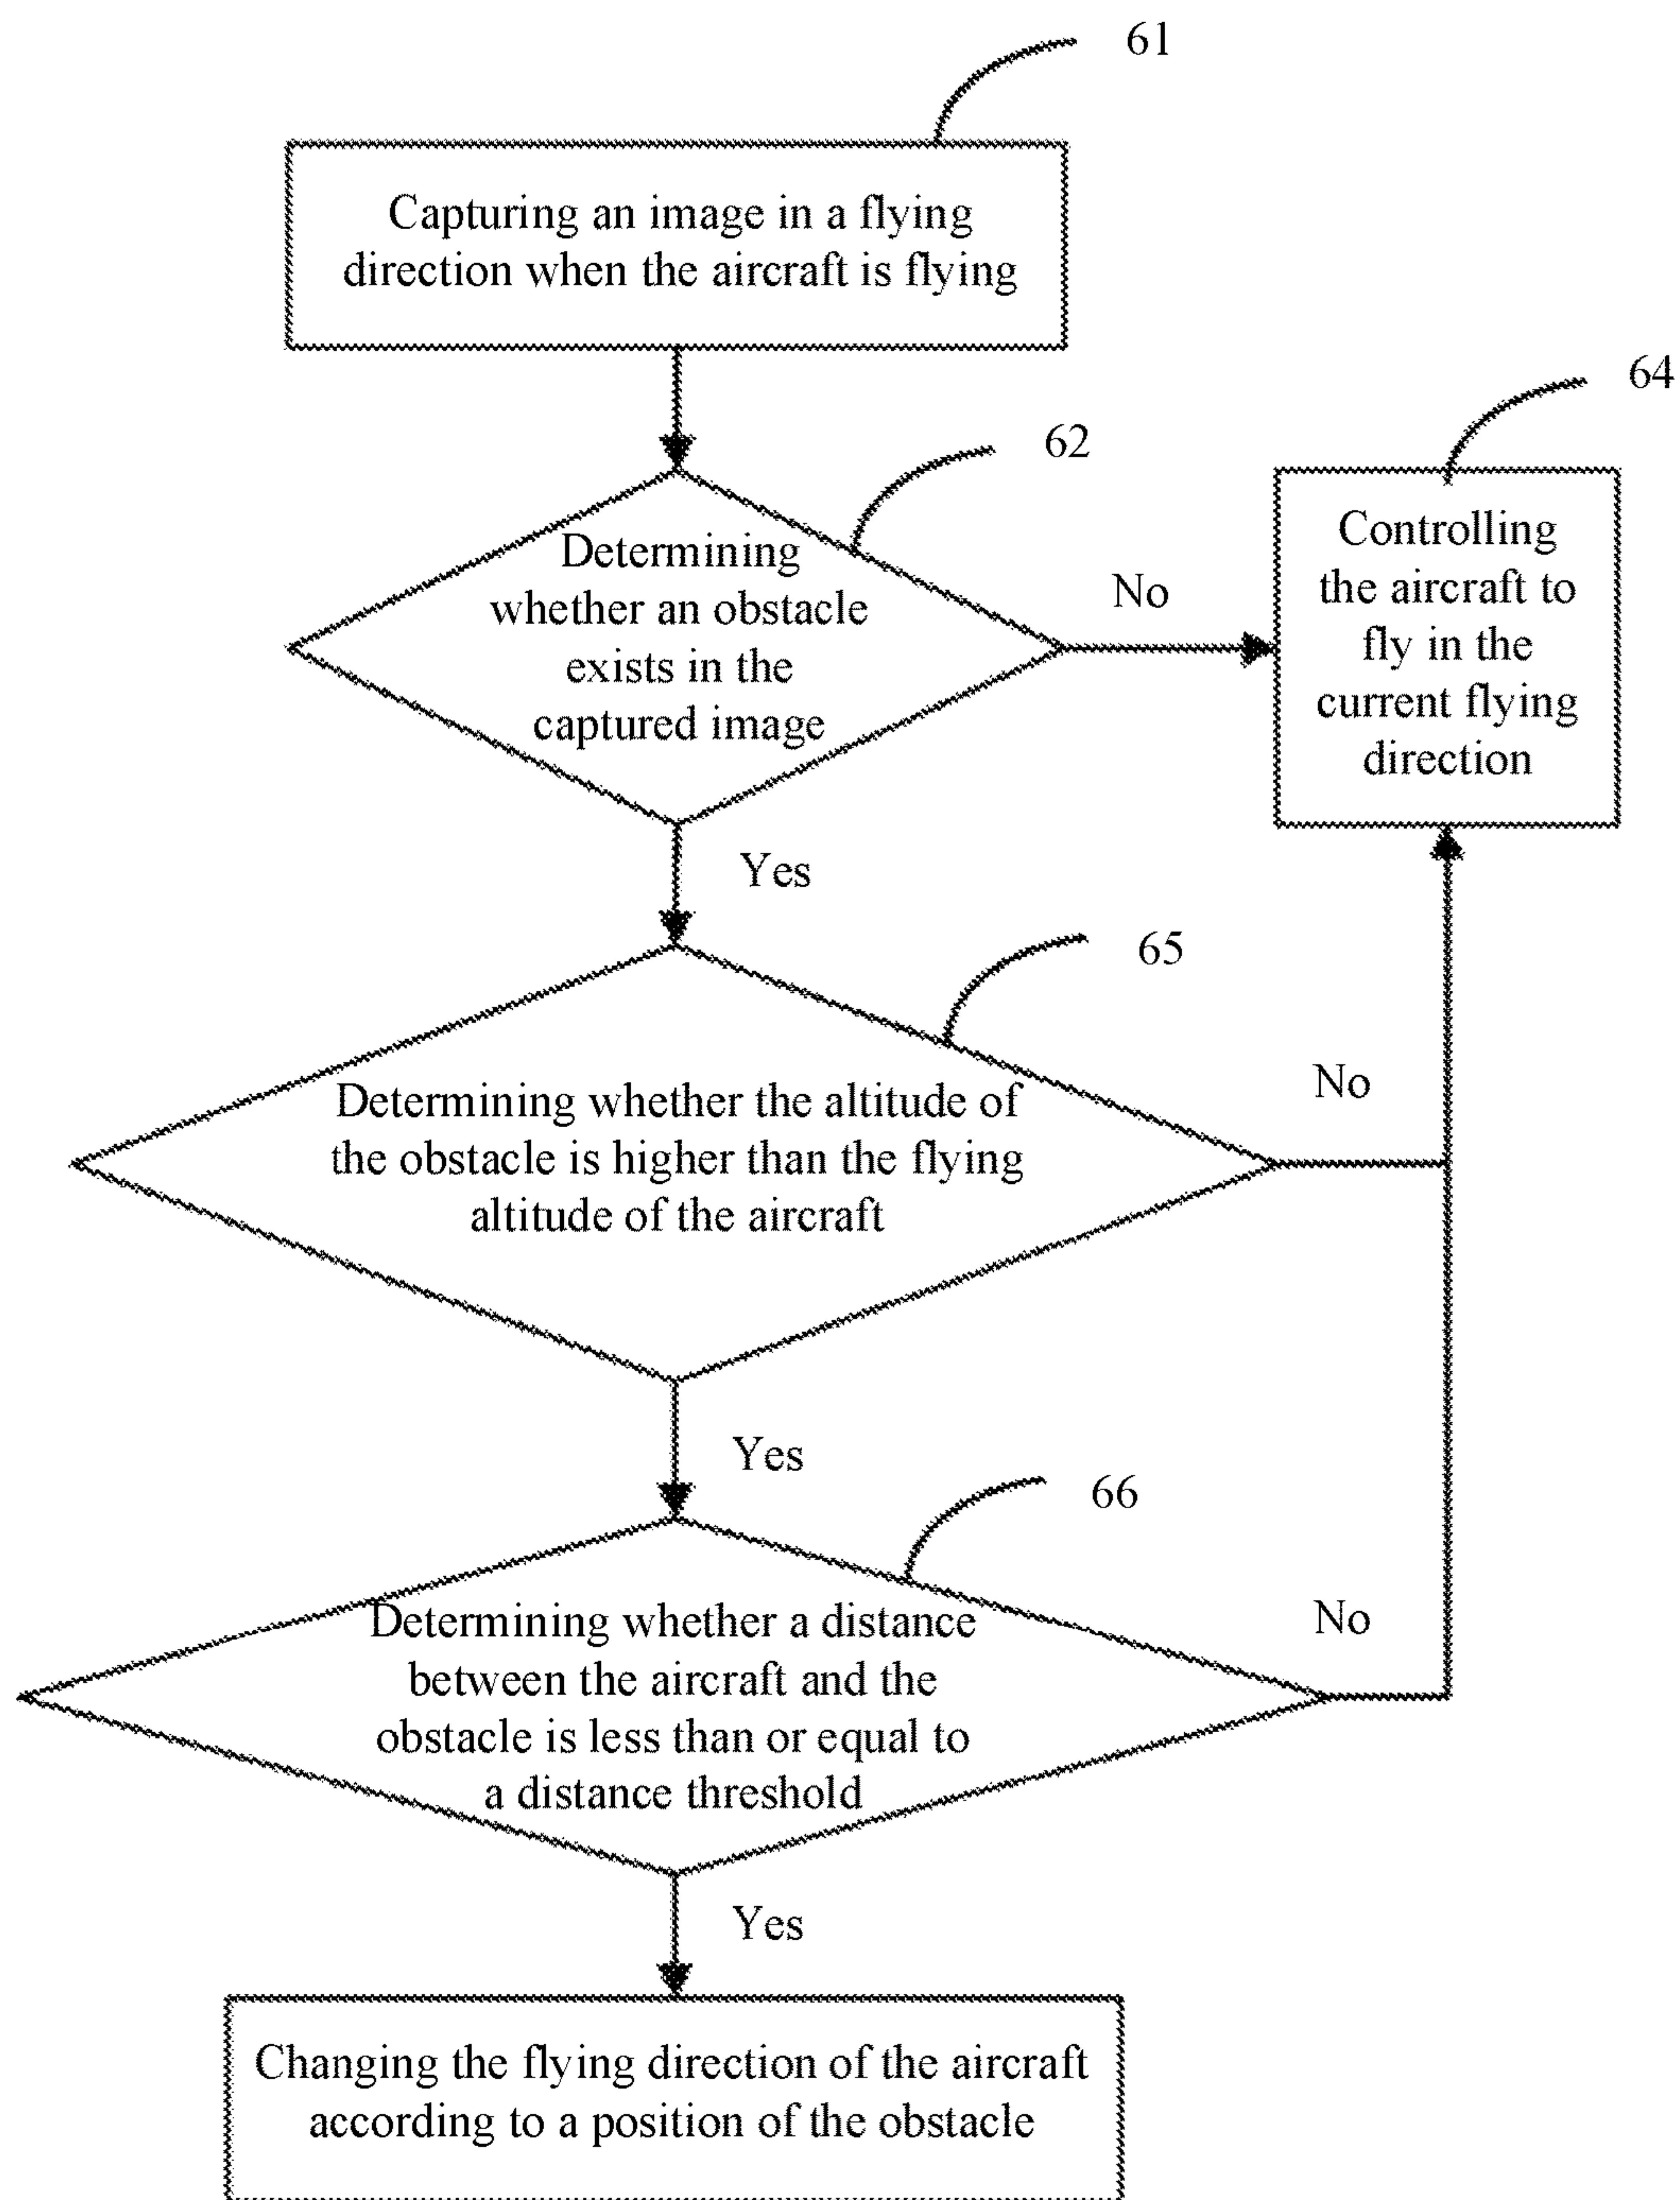 61
Capturing an image in a flying
direction when the aircraft is flying
62
Determining
whether an obstacle
exists in the
captured image
No
64
Controlling
the aircraft to
fly in the
current flying
direction
Yes
65
Determining whether the altitude of
the obstacle is higher than the flying
altitude of the aircraft
No
Yes
66
Determining whether a distance
between the aircraft and the
obstacle is less than or equal to
a distance threshold
No
Yes
Changing the flying direction of the aircraft
according to a position of the obstacle